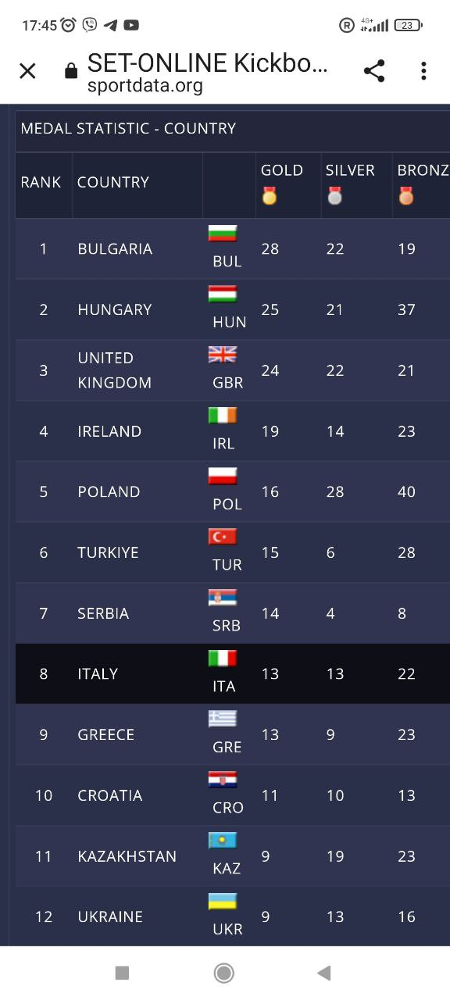 17:45 R 4G+ 23
SET-ONLINE Kickbo...
sportdata.org
MEDAL STATISTIC - COUNTRY
RANK COUNTRY GOLD SILVER BRONZ
1 BULGARIA BUL 28 22 19
2 HUNGARY HUN 25 21 37
3 UNITED KINGDOM GBR 24 22 21
4 IRELAND IRL 19 14 23
5 POLAND POL 16 28 40
6 TURKIYE TUR 15 6 28
7 SERBIA SRB 14 4 8
8 ITALY ITA 13 13 22
9 GREECE GRE 13 9 23
10 CROATIA CRO 11 10 13
11 KAZAKHSTAN KAZ 9 19 23
12 UKRAINE UKR 9 13 16